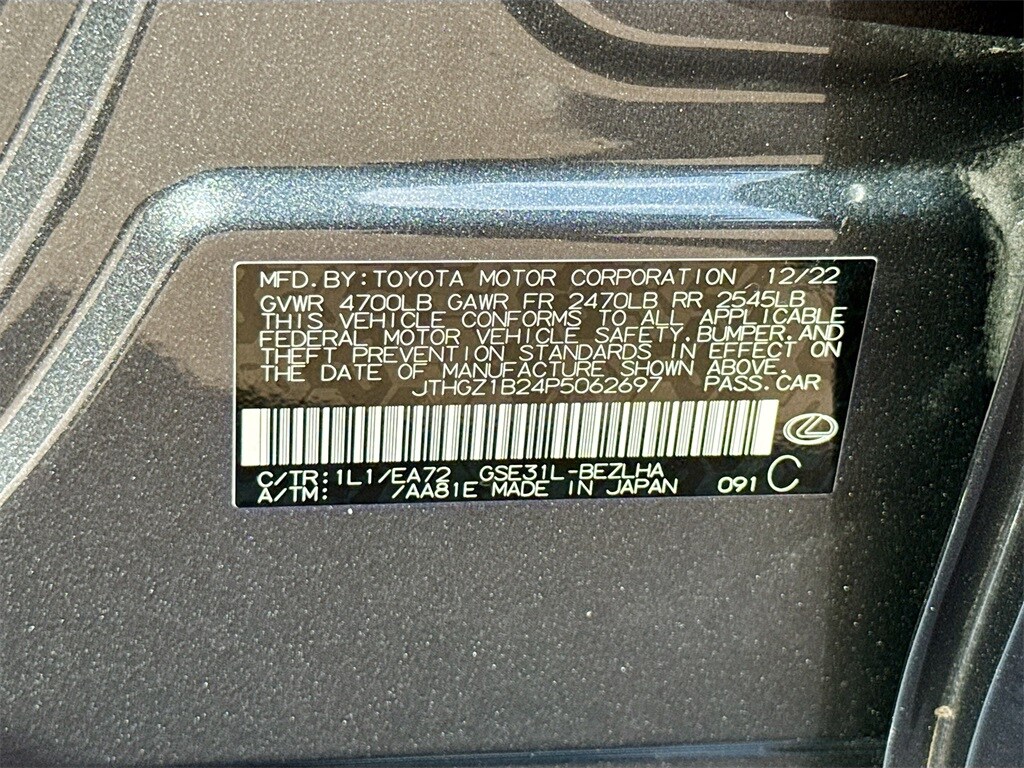 MFD.BY:TOYOTA MOTOR CORPORATION 12/22
GVWR 4700LB GAWR FR 2470LB RR 2545LB
THIS VEHICLE CONFORMS TO ALL APPLICABLE
FEDERAL MOTOR VEHICLE SAFETY,BUMPER,AND
THEFT PREVENTION STANDARDS IN EFFECT ON
THE DATE OF MANUFACTURE SHOWN ABOVE.
JTHGZ1B24P5062697 PASS.CAR
C/TR:1L1/EA72 GSE31L-BEZLHA
A/TM: /AA81E MADE IN JAPAN 091 C